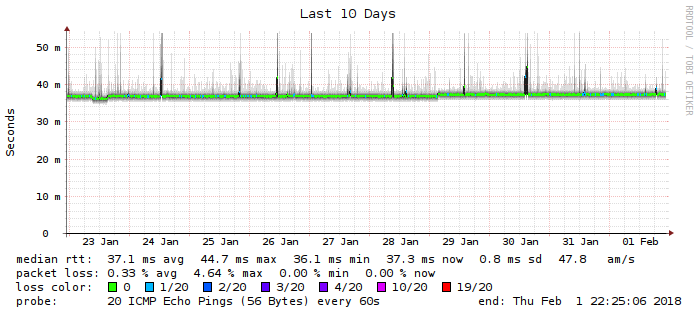 Last 10 Days
RRDTOOL / TOBI OETIKER
Seconds
50 m
40 m
30 m
20 m
10 m
0
23 Jan 24 Jan 25 Jan 26 Jan 27 Jan 28 Jan 29 Jan 30 Jan 31 Jan 01 Feb
median rtt: 37.1 ms avg 44.7 ms max 36.1 ms min 37.3 ms now 0.8 ms sd 47.8 am/s
packet loss: 0.33 % avg 4.64 % max 0.00 % min 0.00 % now
loss color: 0 1/20 2/20 3/20 4/20 10/20 19/20
probe: 20 ICMP Echo Pings (56 Bytes) every 60s end: Thu Feb 1 22:25:06 2018